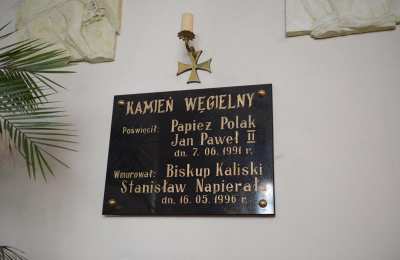 KAMIEŃ WĘGIELNY
Poświęcił: Papież Polak
Jan Paweł II
dn. 7. 06. 1991 r.
Wmurował: Biskup Kaliski
Stanisław Napierała
dn. 16. 05. 1996 r.